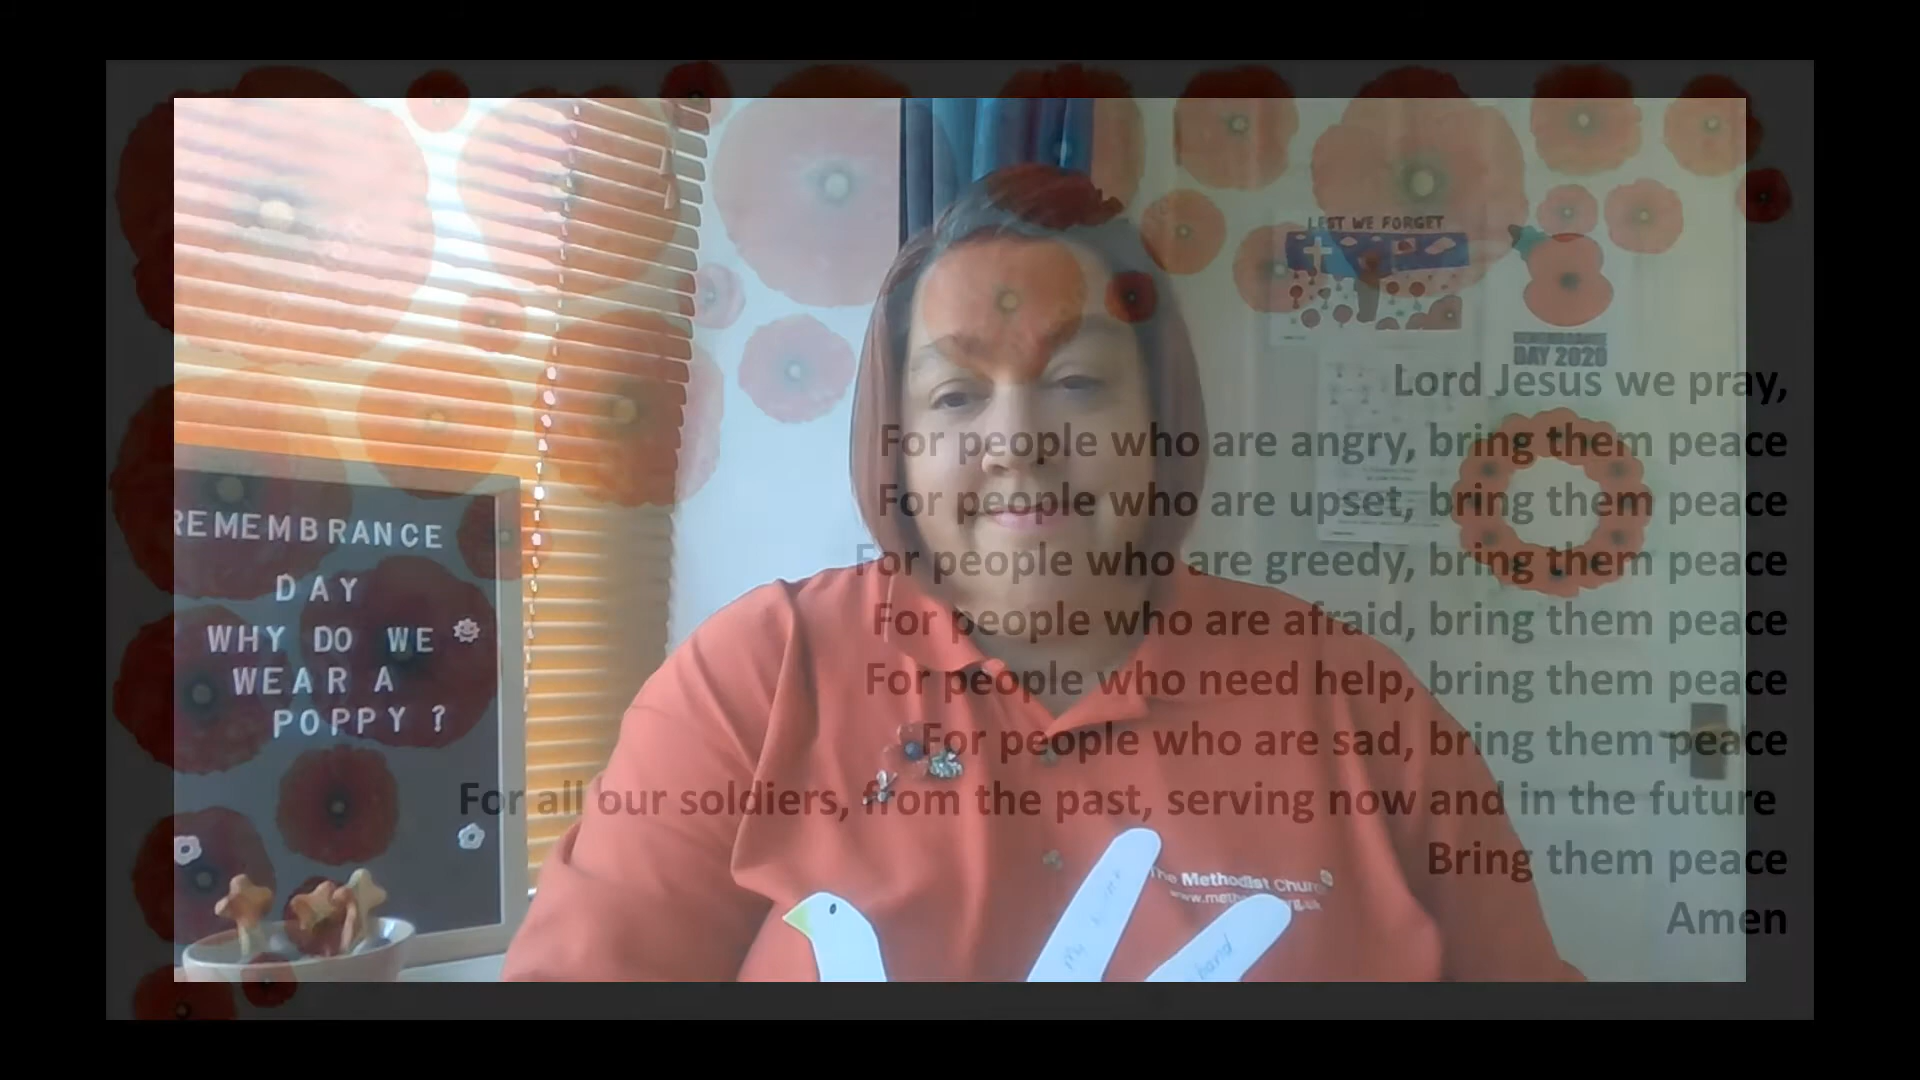 REMEMBRANCE
DAY
WHY DO WE
WEAR A
POPPY ?
LEST WE FORGET
REMEMBRANCE
DAY 2020
Lord Jesus we pray,
For people who are angry, bring them peace
For people who are upset, bring them peace
For people who are greedy, bring them peace
For people who are afraid, bring them peace
For people who need help, bring them peace
For people who are sad, bring them peace
For all our soldiers, from the past, serving now and in the future
Bring them peace
Amen
The Methodist Church
my
hand